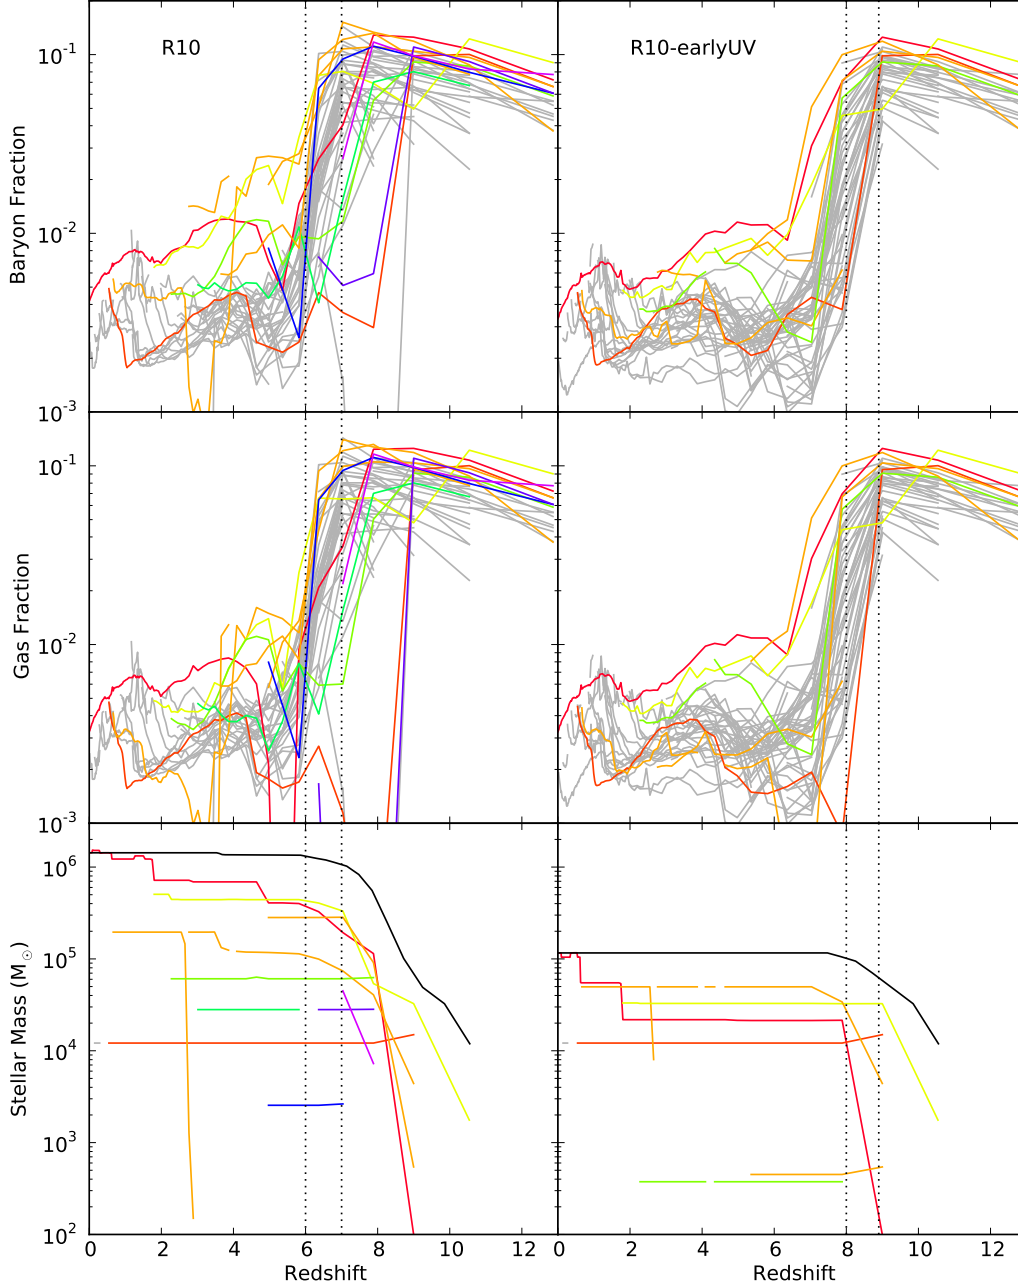 R10
R10-earlyUV
Baryon Fraction
10⁻¹
10⁻²
10⁻³
Gas Fraction
10⁻¹
10⁻²
10⁻³
Stellar Mass (M☉)
10⁶
10⁵
10⁴
10³
10²
0 2 4 6 8 10 12
0 2 4 6 8 10 12
Redshift
Redshift